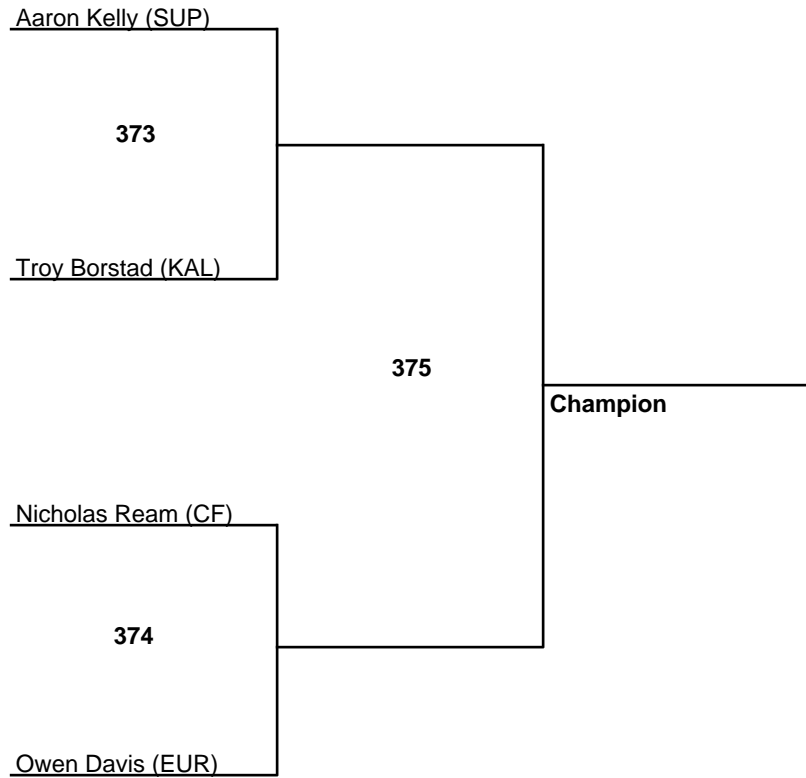 Aaron Kelly (SUP)
373
Troy Borstad (KAL)
375
Champion
Nicholas Ream (CF)
374
Owen Davis (EUR)